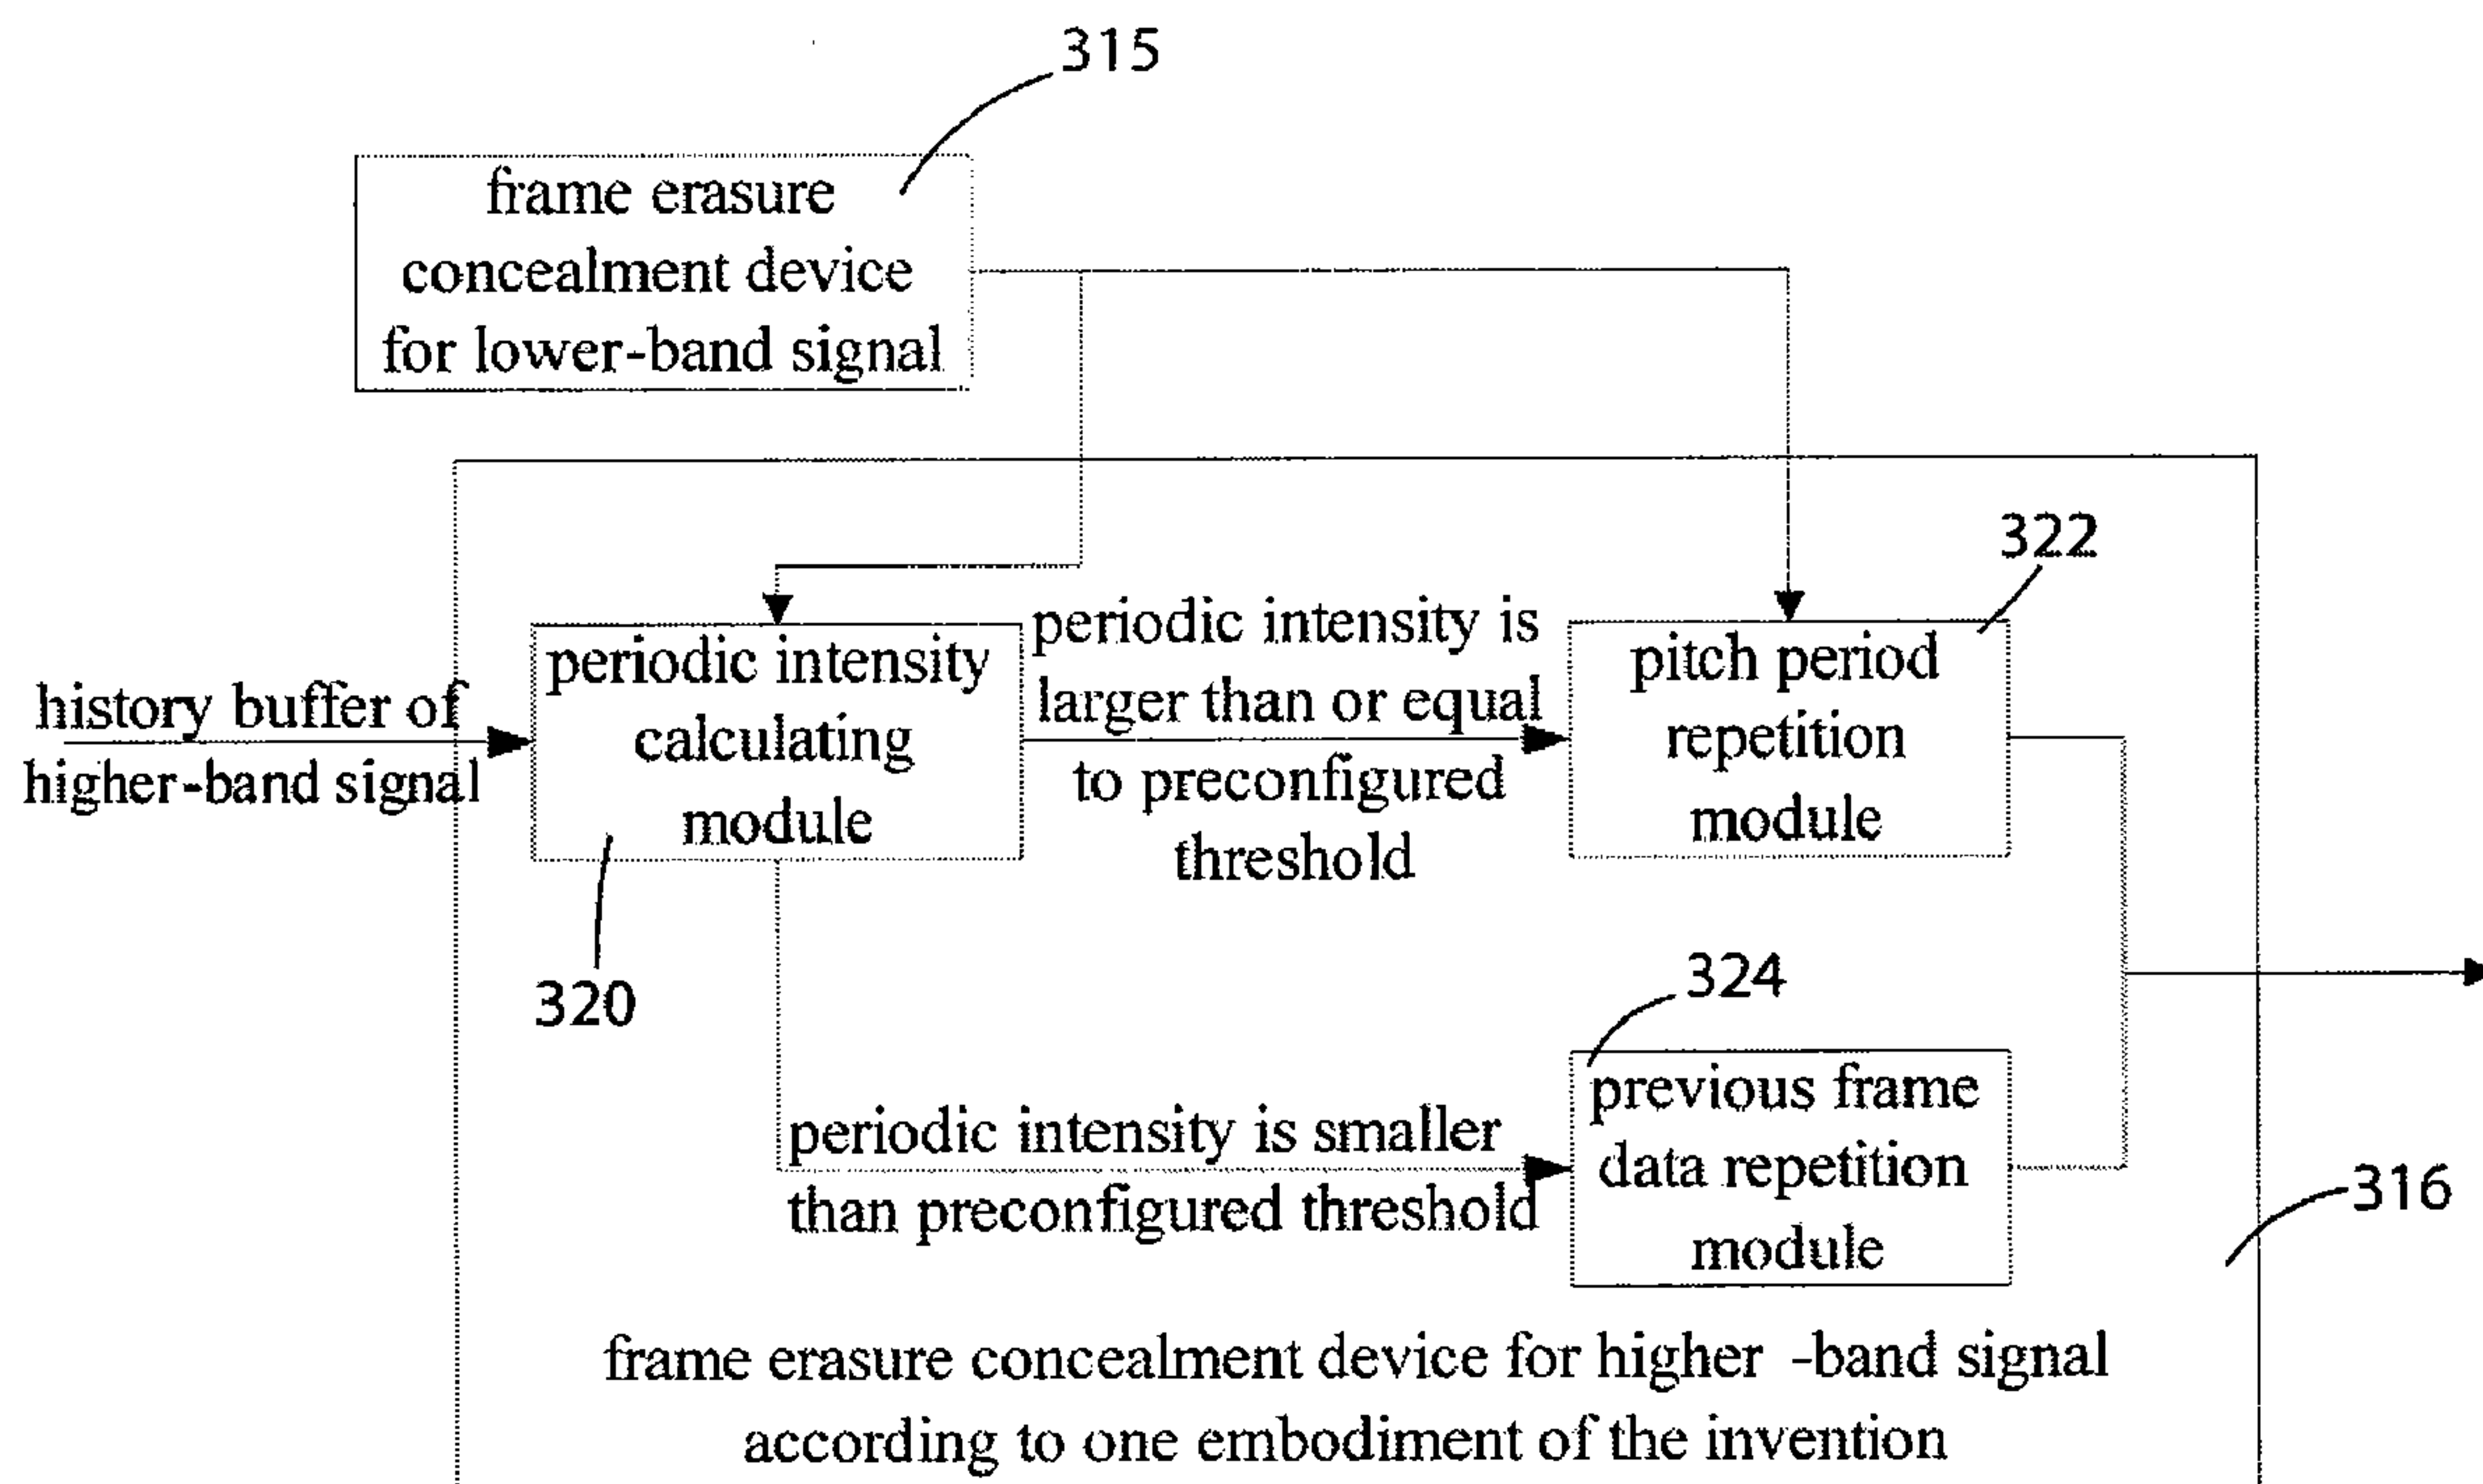 315
frame erasure
concealment device
for lower-band signal
322
periodic intensity is
larger than or equal
to preconfigured
threshold
pitch period
repetition
module
periodic intensity
calculating
module
history buffer of
higher-band signal
320
324
previous frame
data repetition
module
periodic intensity is smaller
than preconfigured threshold
316
frame erasure concealment device for higher -band signal
according to one embodiment of the invention